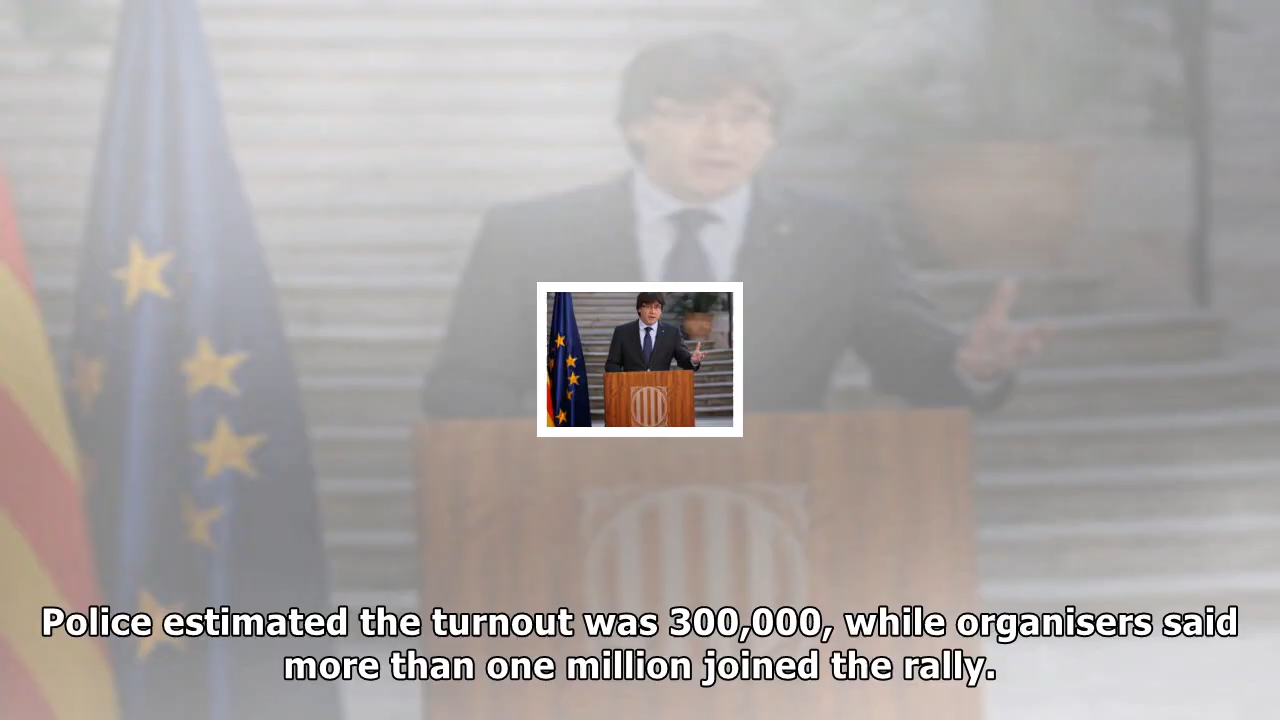 Police estimated the turnout was 300,000, while organisers said
more than one million joined the rally.